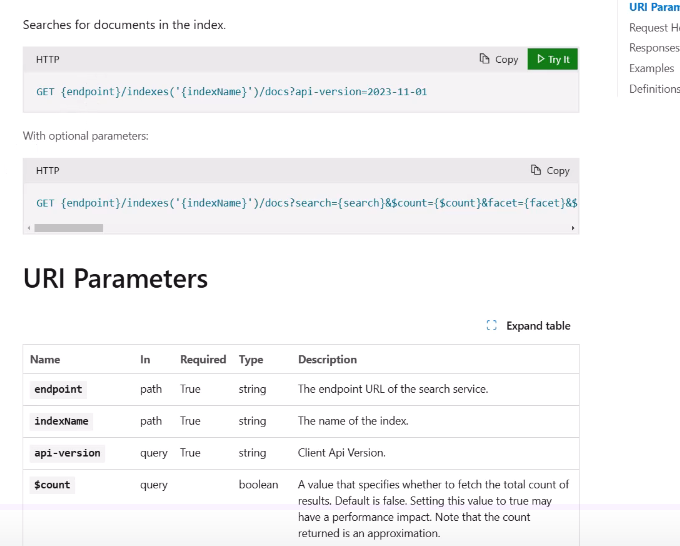 Searches for documents in the index.
HTTP
Copy
Try It
GET {endpoint}/indexes('{indexName}')/docs?api-version=2023-11-01
With optional parameters:
HTTP
Copy
GET {endpoint}/indexes('{indexName}')/docs?search={search}&$count={$count}&facet={facet}&$
URI Parameters
Expand table
Name In Required Type Description
endpoint path True string The endpoint URL of the search service.
indexName path True string The name of the index.
api-version query True string Client Api Version.
$count query boolean A value that specifies whether to fetch the total count of
results. Default is false. Setting this value to true may
have a performance impact. Note that the count
returned is an approximation.
URI Param
Request He
Responses
Examples
Definitions